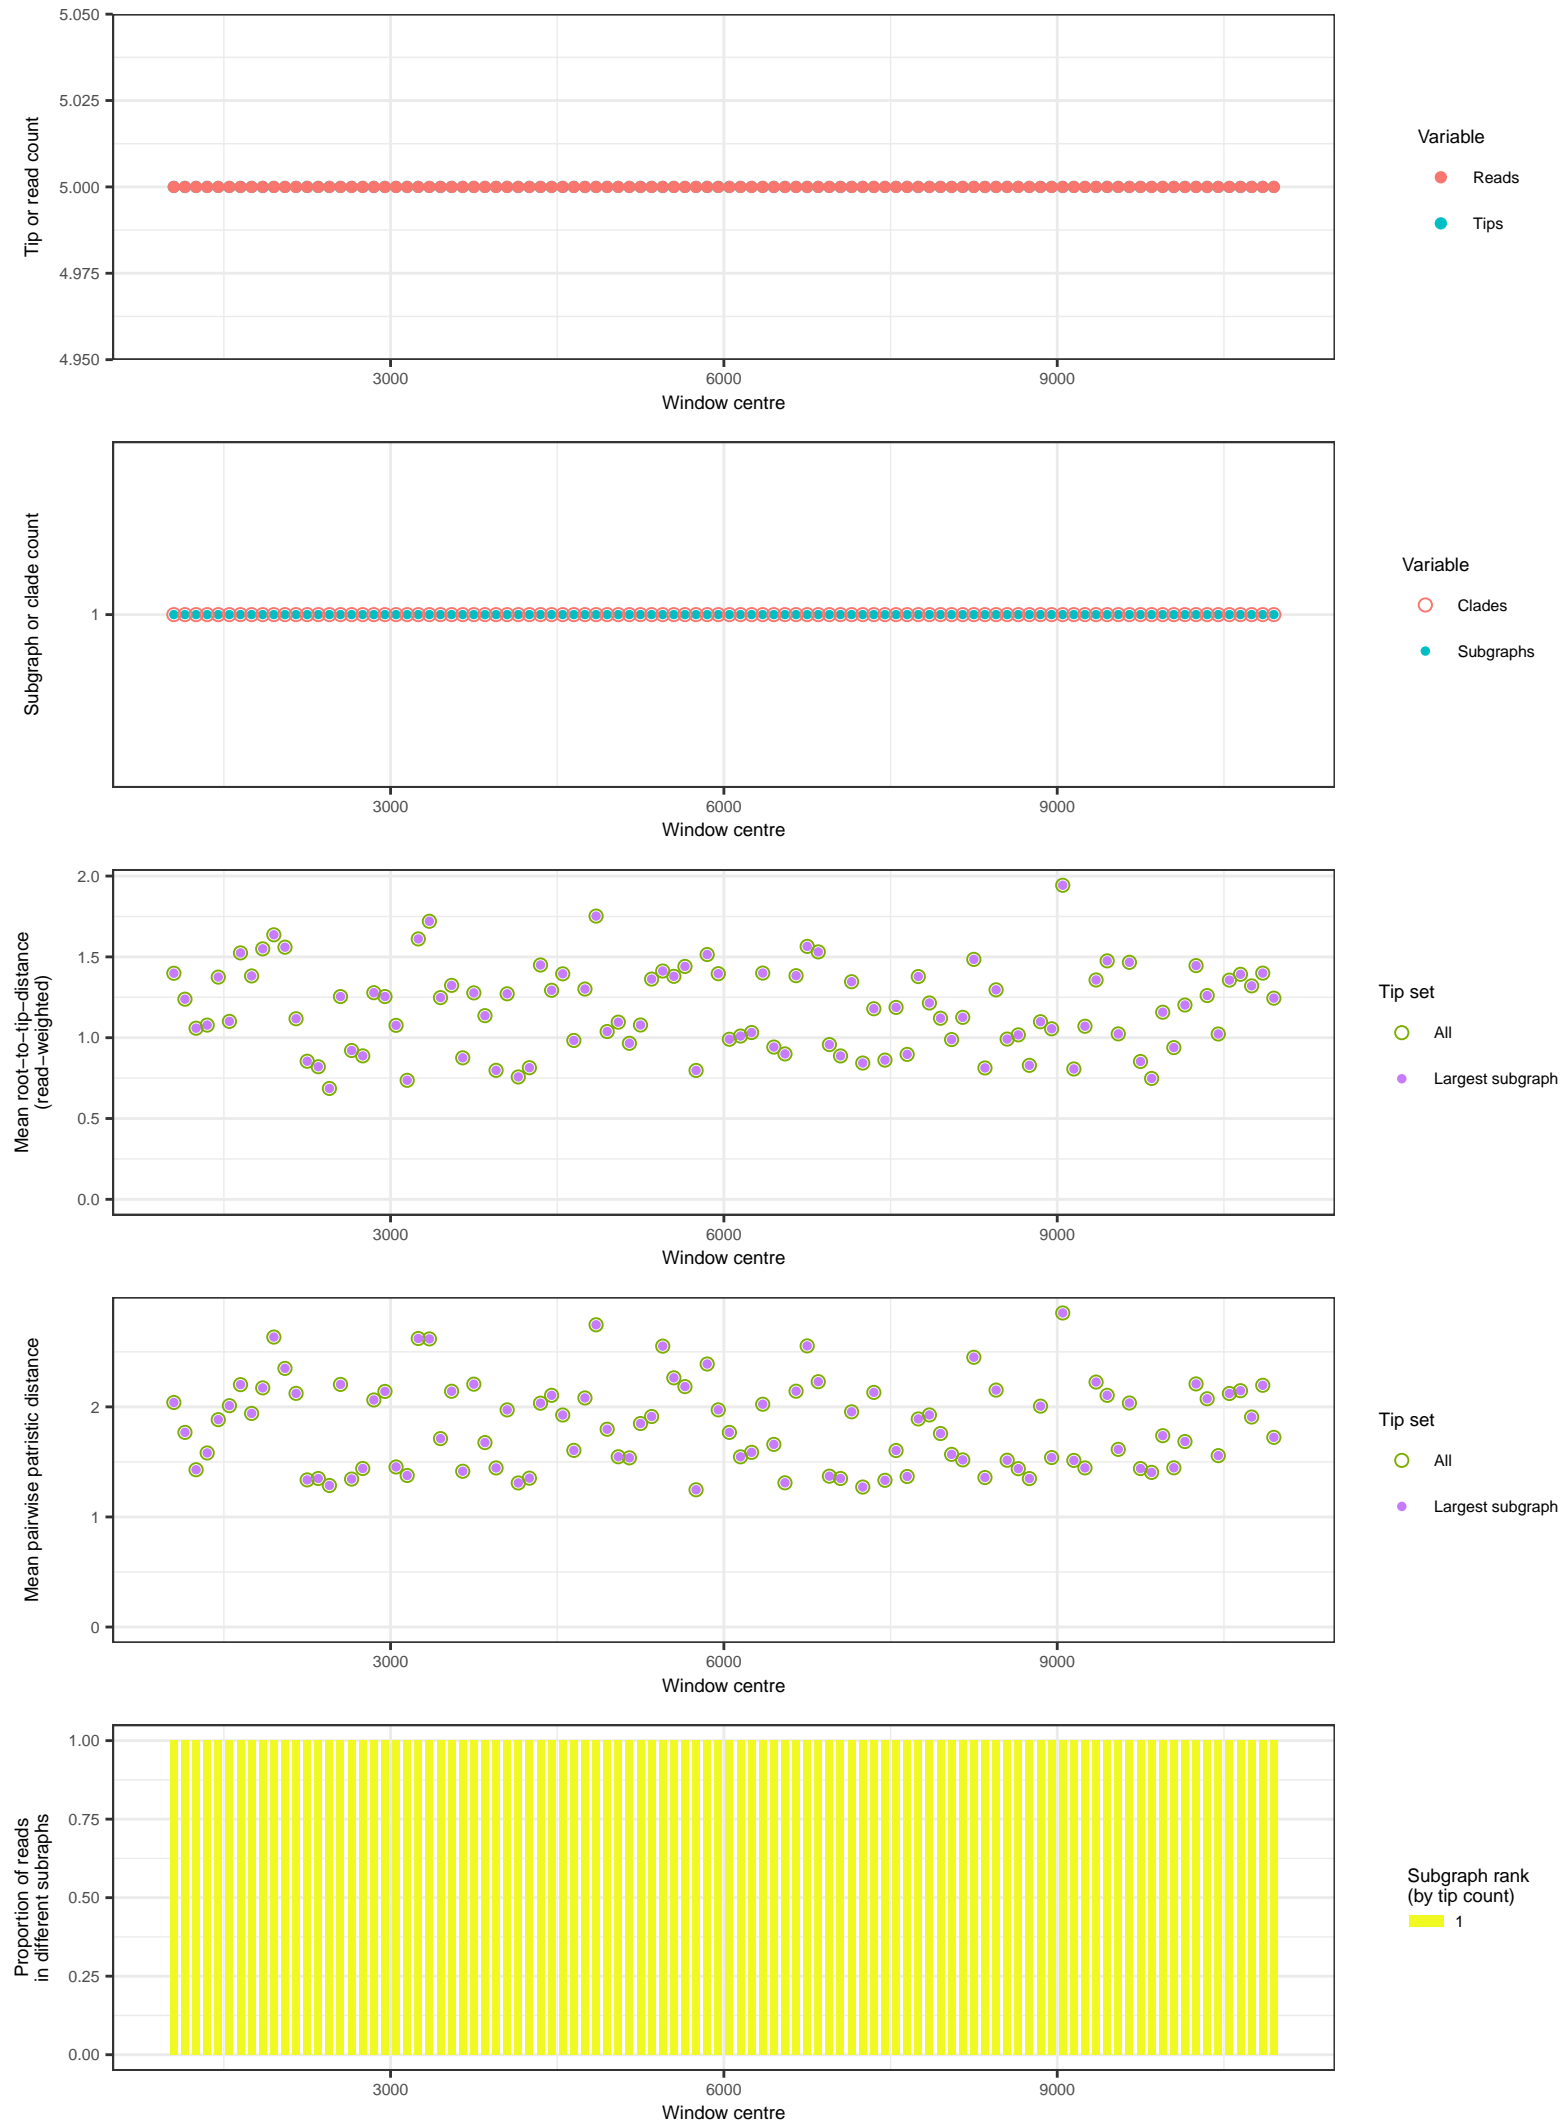 5.050
5.025
5.000
4.975
4.950
Tip or read count
3000 6000 9000
Window centre
Variable
Reads
Tips
1
Subgraph or clade count
3000 6000 9000
Window centre
Variable
Clades
Subgraphs
2.0
1.5
1.0
0.5
0.0
Mean root−to−tip−distance
(read−weighted)
3000 6000 9000
Window centre
Tip set
All
Largest subgraph
2
1
0
Mean pairwise patristic distance
3000 6000 9000
Window centre
Tip set
All
Largest subgraph
1.00
0.75
0.50
0.25
0.00
Proportion of reads
in different subraphs
3000 6000 9000
Window centre
Subgraph rank
(by tip count)
1